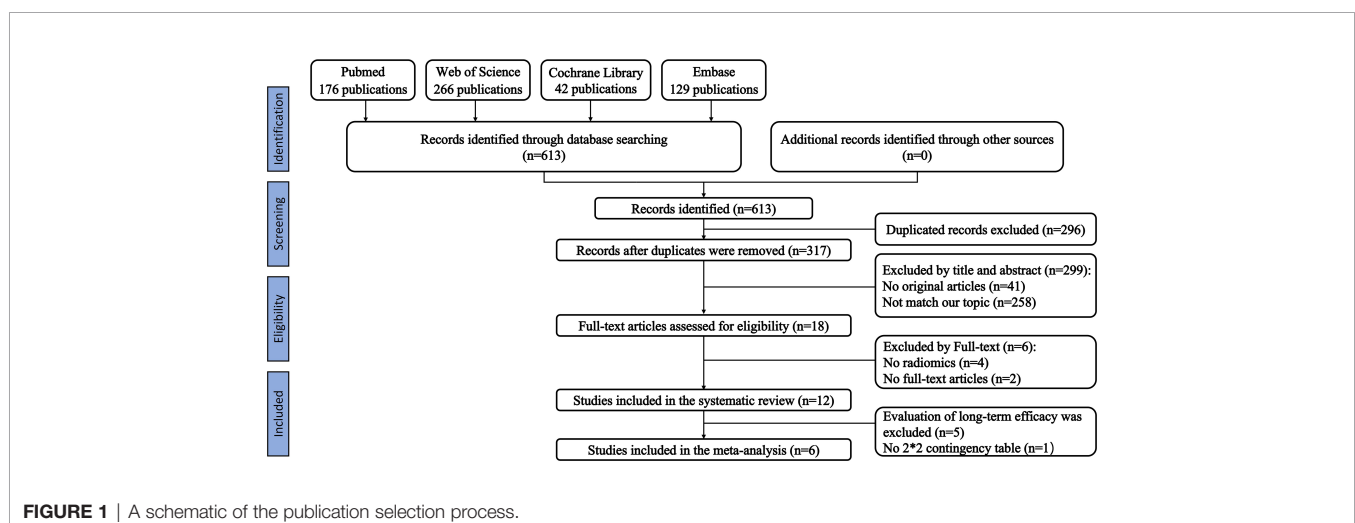 Pubmed
176 publications
Web of Science
266 publications
Cochrane Library
42 publications
Embase
129 publications
Identification
Records identified through database searching
(n=613)
Additional records identified through other sources
(n=0)
Screening
Records identified (n=613)
Duplicated records excluded (n=296)
Records after duplicates were removed (n=317)
Excluded by title and abstract (n=299):
No original articles (n=41)
Not match our topic (n=258)
Eligibility
Full-text articles assessed for eligibility (n=18)
Excluded by Full-text (n=6):
No radiomics (n=4)
No full-text articles (n=2)
Included
Studies included in the systematic review (n=12)
Evaluation of long-term efficacy was
excluded (n=5)
No 2*2 contingency table (n=1)
Studies included in the meta-analysis (n=6)
FIGURE 1 | A schematic of the publication selection process.